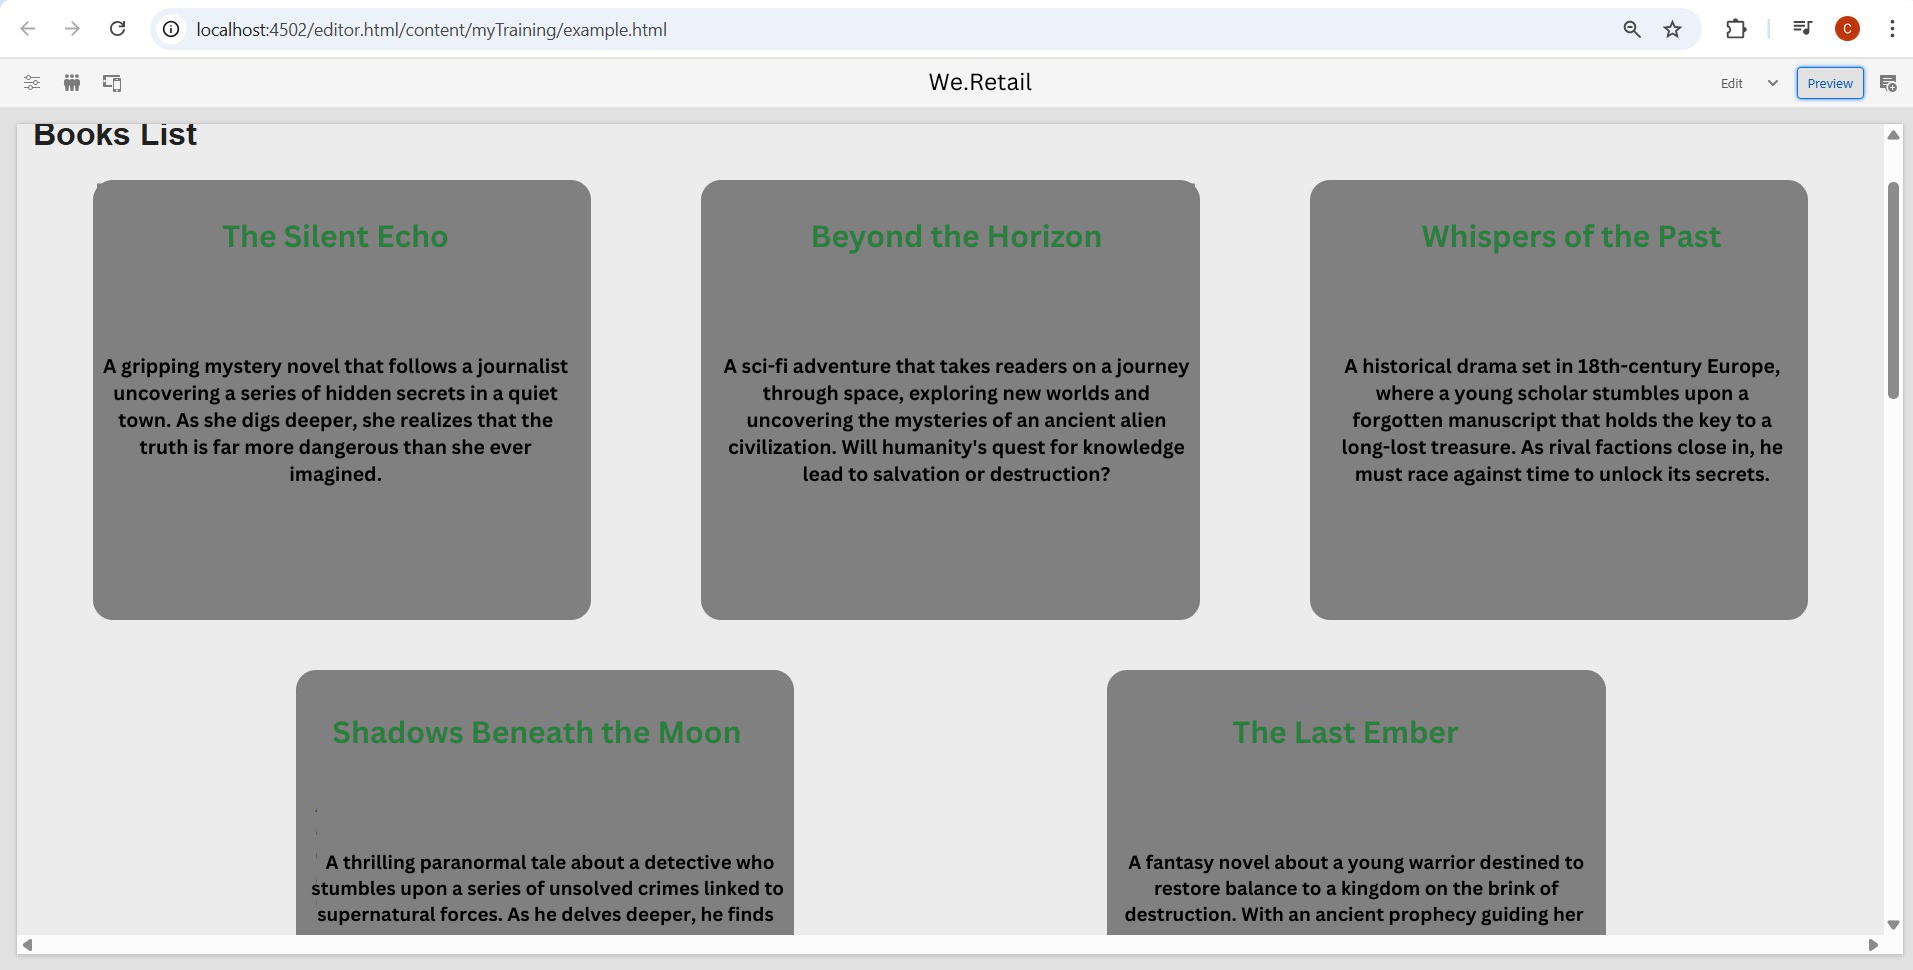 localhost:4502/editor.html/content/myTraining/example.html
C
We.Retail
Edit
Preview
Books List
The Silent Echo
A gripping mystery novel that follows a journalist
uncovering a series of hidden secrets in a quiet
town. As she digs deeper, she realizes that the
truth is far more dangerous than she ever
imagined.
Beyond the Horizon
A sci-fi adventure that takes readers on a journey
through space, exploring new worlds and
uncovering the mysteries of an ancient alien
civilization. Will humanity's quest for knowledge
lead to salvation or destruction?
Whispers of the Past
A historical drama set in 18th-century Europe,
where a young scholar stumbles upon a
forgotten manuscript that holds the key to a
long-lost treasure. As rival factions close in, he
must race against time to unlock its secrets.
Shadows Beneath the Moon
A thrilling paranormal tale about a detective who
stumbles upon a series of unsolved crimes linked to
supernatural forces. As he delves deeper, he finds
The Last Ember
A fantasy novel about a young warrior destined to
restore balance to a kingdom on the brink of
destruction. With an ancient prophecy guiding her